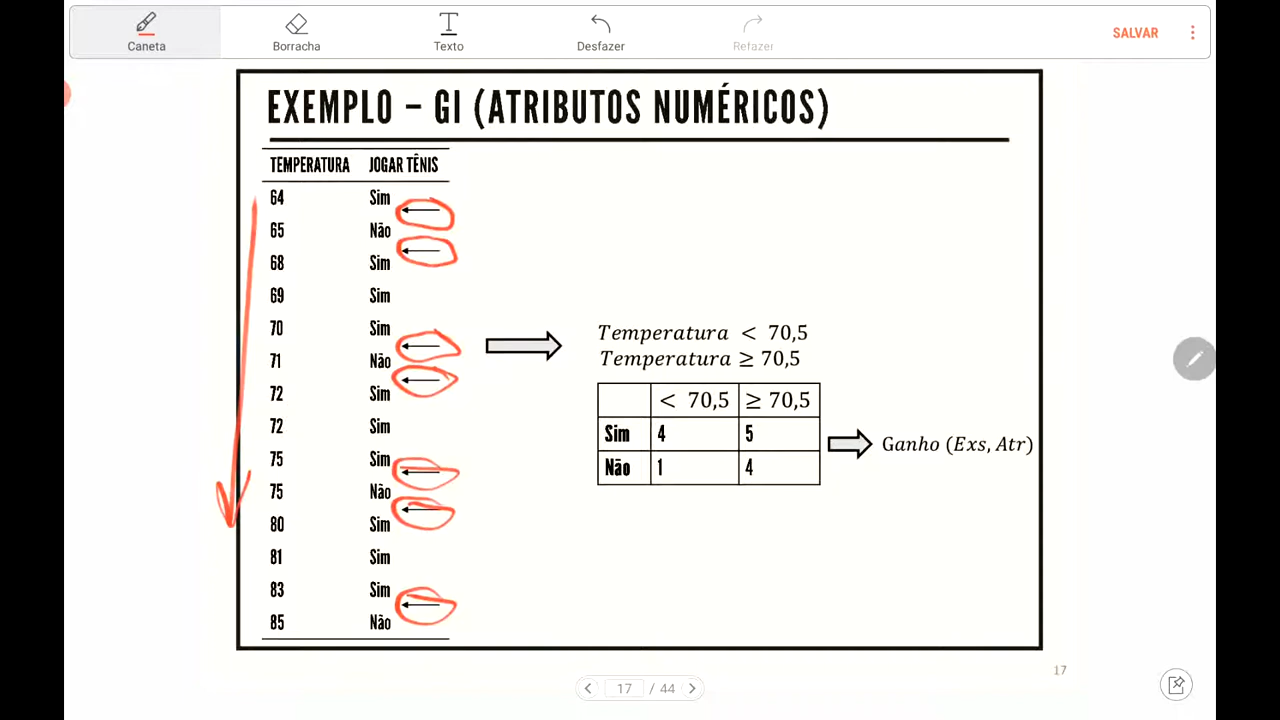 Caneta
Borracha
Texto
Desfazer
Refazer
SALVAR
EXEMPLO – GI (ATRIBUTOS NUMÉRICOS)
TEMPERATURA JOGAR TÊNIS
64 Sim
65 Não
68 Sim
69 Sim
70 Sim
71 Não
72 Sim
72 Sim
75 Sim
75 Não
80 Sim
81 Sim
83 Sim
85 Não
Temperatura < 70,5
Temperatura ≥ 70,5
< 70,5 ≥ 70,5
Sim 4 5
Não 1 4
Ganho (Exs, Atr)
17
17 / 44